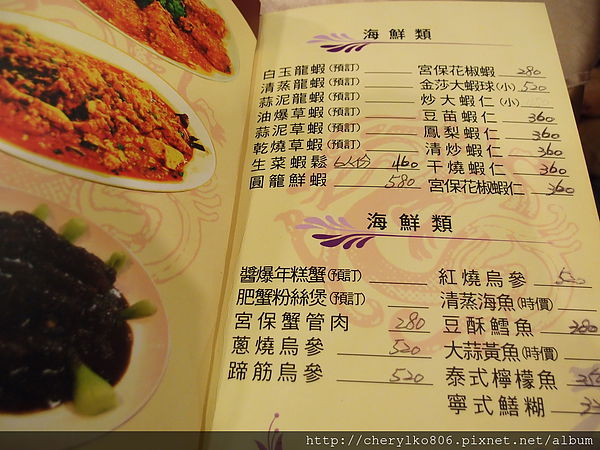 海鮮類
白玉龍蝦(預訂)
清蒸龍蝦(預訂)
蒜泥龍蝦(預訂)
油爆草蝦(預訂)
蒜泥草蝦(預訂)
乾燒草蝦(預訂)
生菜蝦鬆 6人份 460
圓籠鮮蝦 580
宮保花椒蝦 280
金莎大蝦球(小) 520
炒大蝦仁(小)
豆苗蝦仁 360
鳳梨蝦仁 360
清炒蝦仁 360
干燒蝦仁 360
宮保花椒蝦仁 360
海鮮類
醬爆年糕蟹(預訂)
肥蟹粉絲煲(預訂)
宮保蟹管肉 280
蔥燒烏參 520
蹄筋烏參 520
紅燒烏參 520
清蒸海魚(時價)
豆酥鱈魚 380
大蒜黃魚(時價)
泰式檸檬魚
寧式鱔糊
http://cherylko806.pixnet.net/album